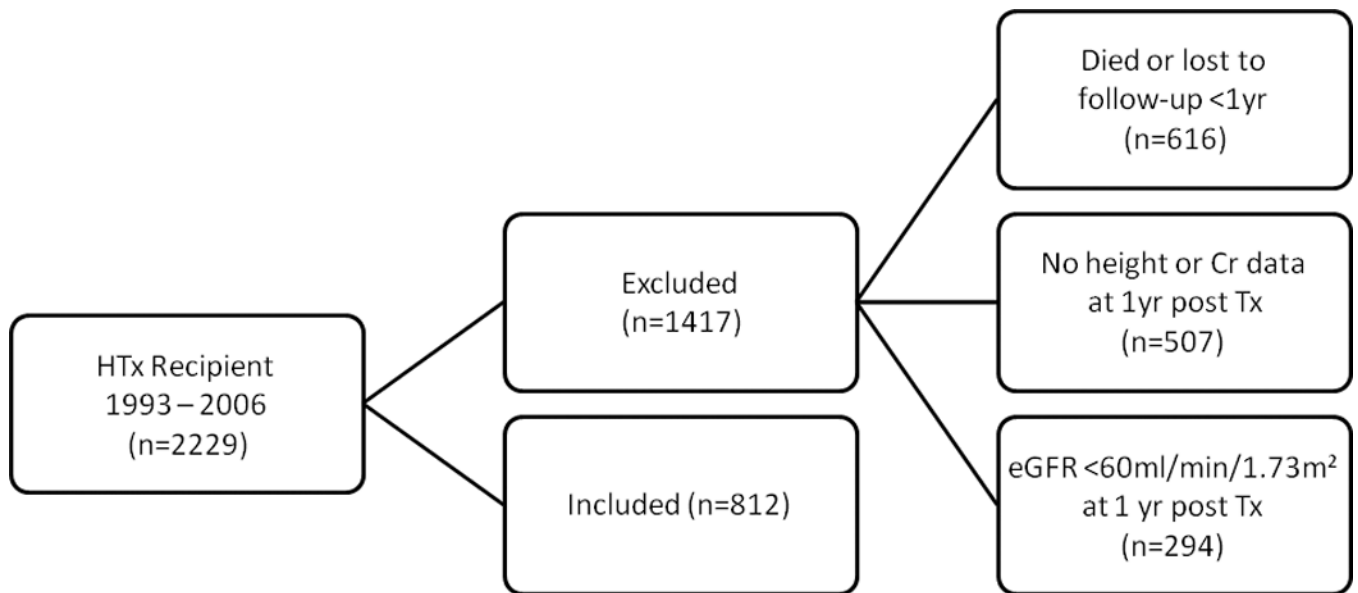 HTx Recipient
1993 – 2006
(n=2229)
Excluded
(n=1417)
Included (n=812)
Died or lost to
follow-up <1yr
(n=616)
No height or Cr data
at 1yr post Tx
(n=507)
eGFR <60ml/min/1.73m²
at 1 yr post Tx
(n=294)